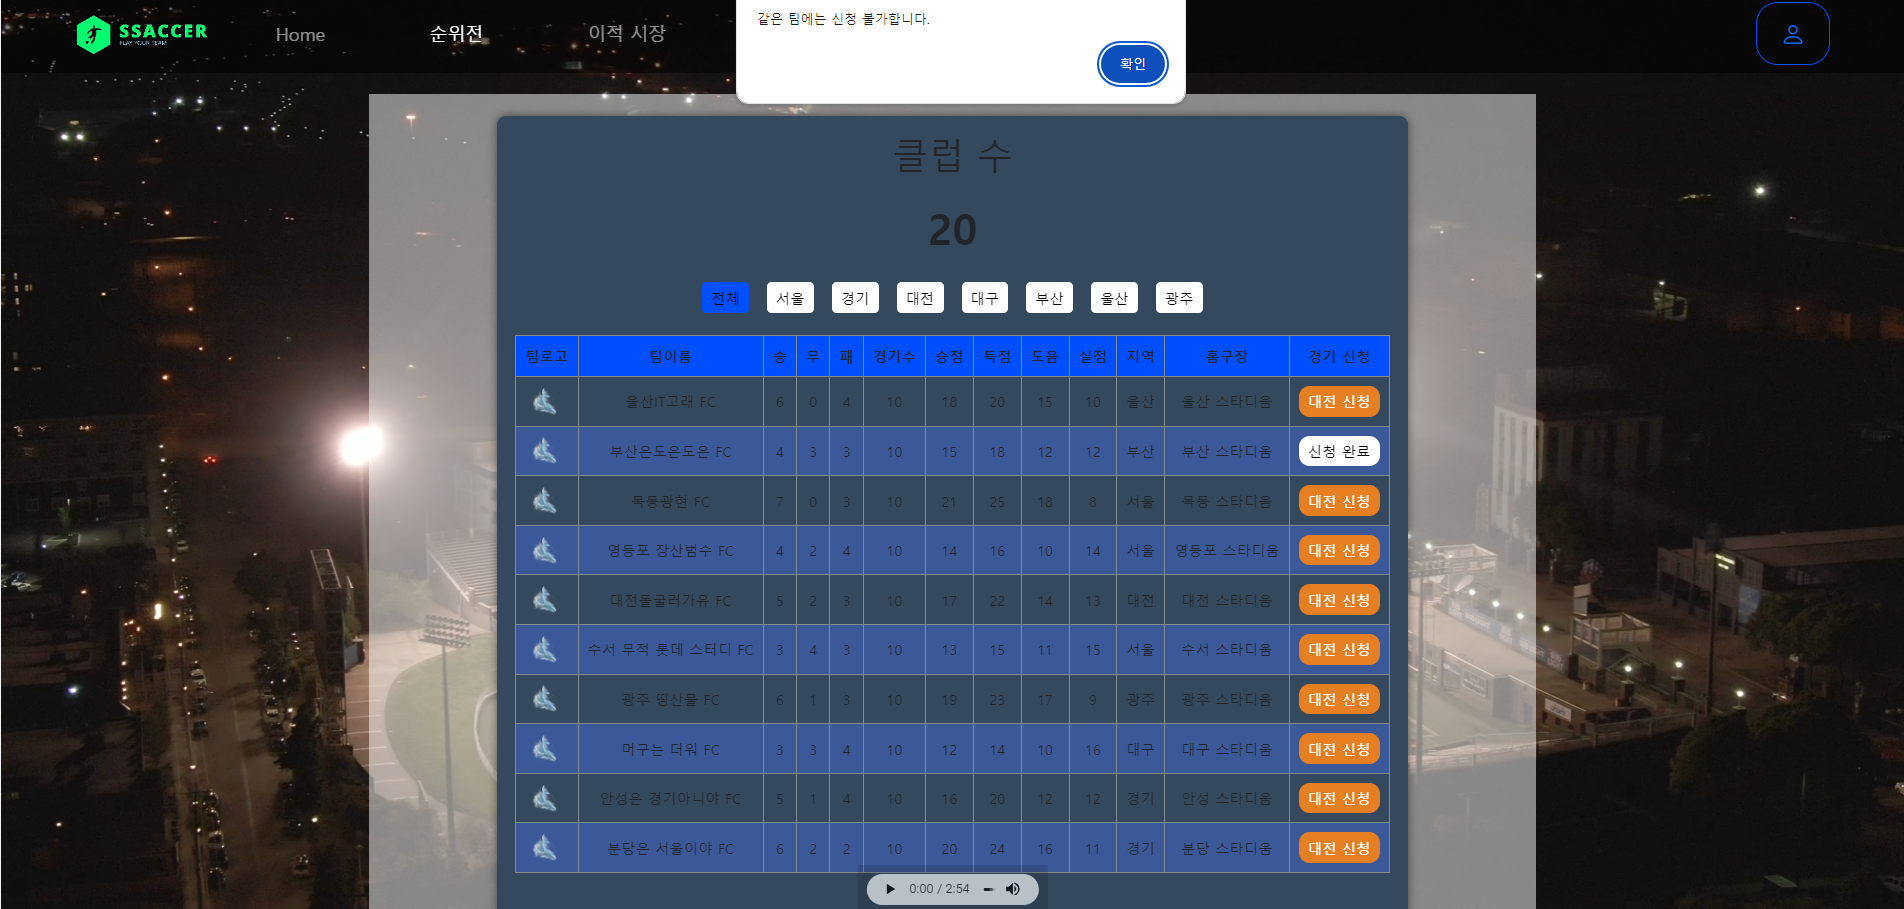 SSACCER
PLAY YOUR TEAM
Home
순위전
이적 시장
같은 팀에는 신청 불가합니다.
확인
클럽 수
20
전체 서울 경기 대전 대구 부산 울산 광주
팀로고 팀이름 승 무 패 경기수 승점 득점 도움 실점 지역 홈구장 경기 신청
울산IT고래 FC 6 0 4 10 18 20 15 10 울산 울산 스타디움 대전 신청
부산은도은도은 FC 4 3 3 10 15 18 12 12 부산 부산 스타디움 신청 완료
목동광현 FC 7 0 3 10 21 25 18 8 서울 목동 스타디움 대전 신청
영등포 장산범수 FC 4 2 4 10 14 16 10 14 서울 영등포 스타디움 대전 신청
대전돌굴러가유 FC 5 2 3 10 17 22 14 13 대전 대전 스타디움 대전 신청
수서 무적 롯데 스터디 FC 3 4 3 10 13 15 11 15 서울 수서 스타디움 대전 신청
광주 띵산물 FC 6 1 3 10 19 23 17 9 광주 광주 스타디움 대전 신청
머구는 더워 FC 3 3 4 10 12 14 10 16 대구 대구 스타디움 대전 신청
안성은 경기아니야 FC 5 1 4 10 16 20 12 12 경기 안성 스타디움 대전 신청
분당은 서울이야 FC 6 2 2 10 20 24 16 11 경기 분당 스타디움 대전 신청
0:00 / 2:54